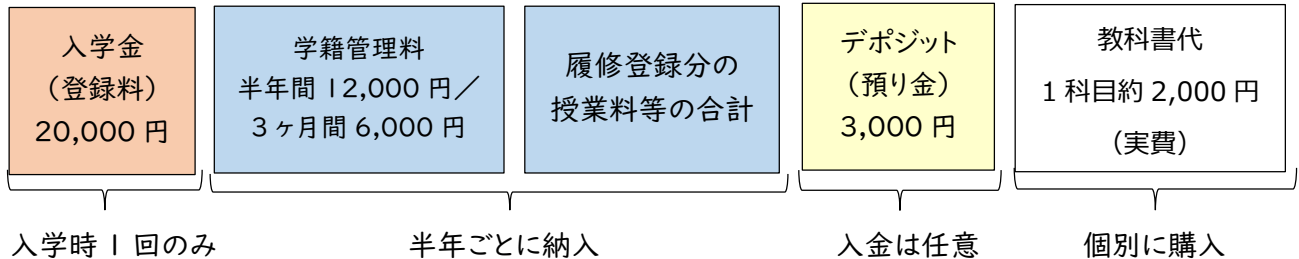 入学金
（登録料）
20,000 円
学籍管理料
半年間 12,000 円／
３ヶ月間 6,000 円
履修登録分の
授業料等の合計
デポジット
（預り金）
3,000 円
教科書代
1 科目約 2,000 円
（実費）
入学時 1 回のみ
半年ごとに納入
入金は任意
個別に購入